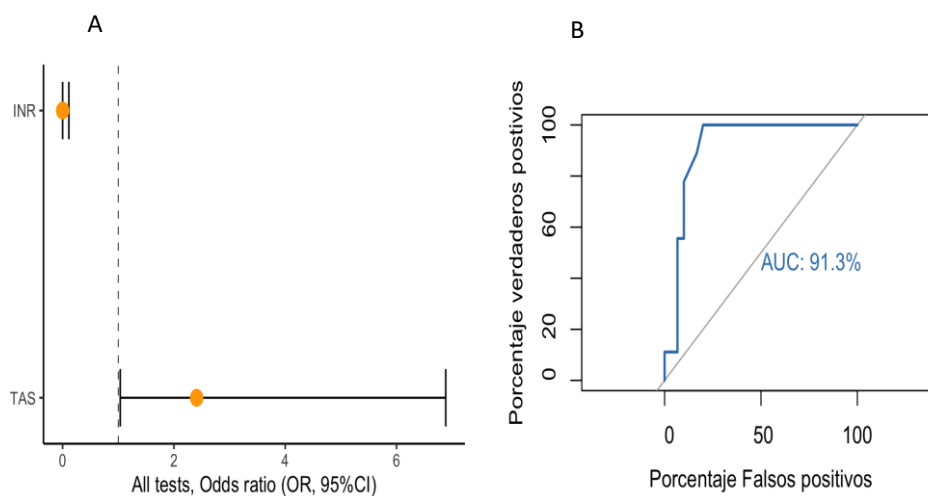 A
INR
TAS
0
2
4
6
All tests, Odds ratio (OR, 95%CI)
B
Porcentaje verdaderos postivios
100
60
20
0
AUC: 91.3%
0
50
100
Porcentaje Falsos positivos